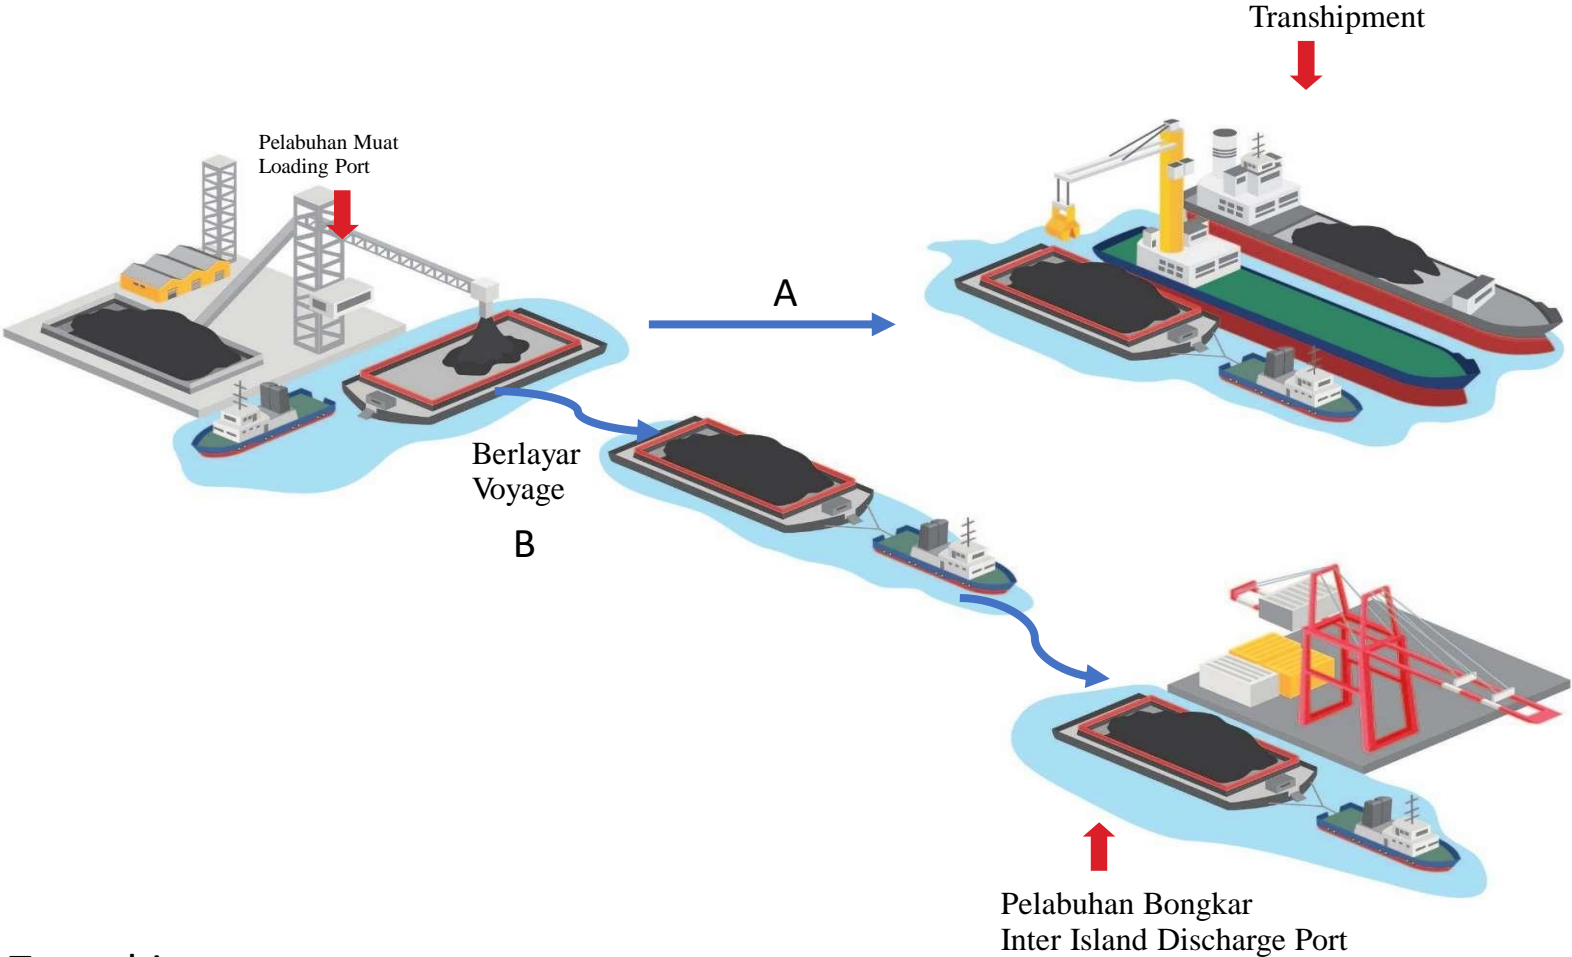 Transhipment
Pelabuhan Muat
Loading Port
A
Berlayar
Voyage
B
Pelabuhan Bongkar
Inter Island Discharge Port